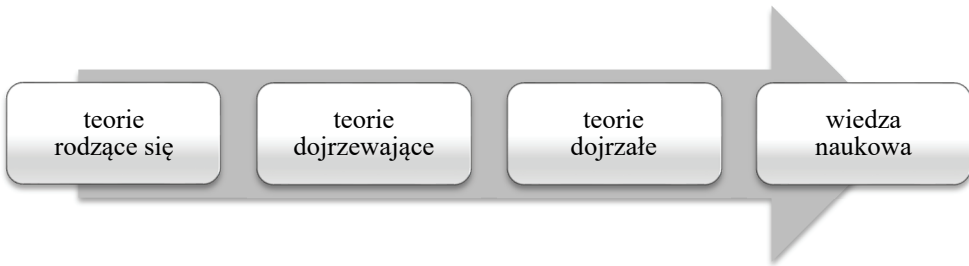 teorie
rodzące się
teorie
dojrzewające
teorie
dojrzałe
wiedza
naukowa